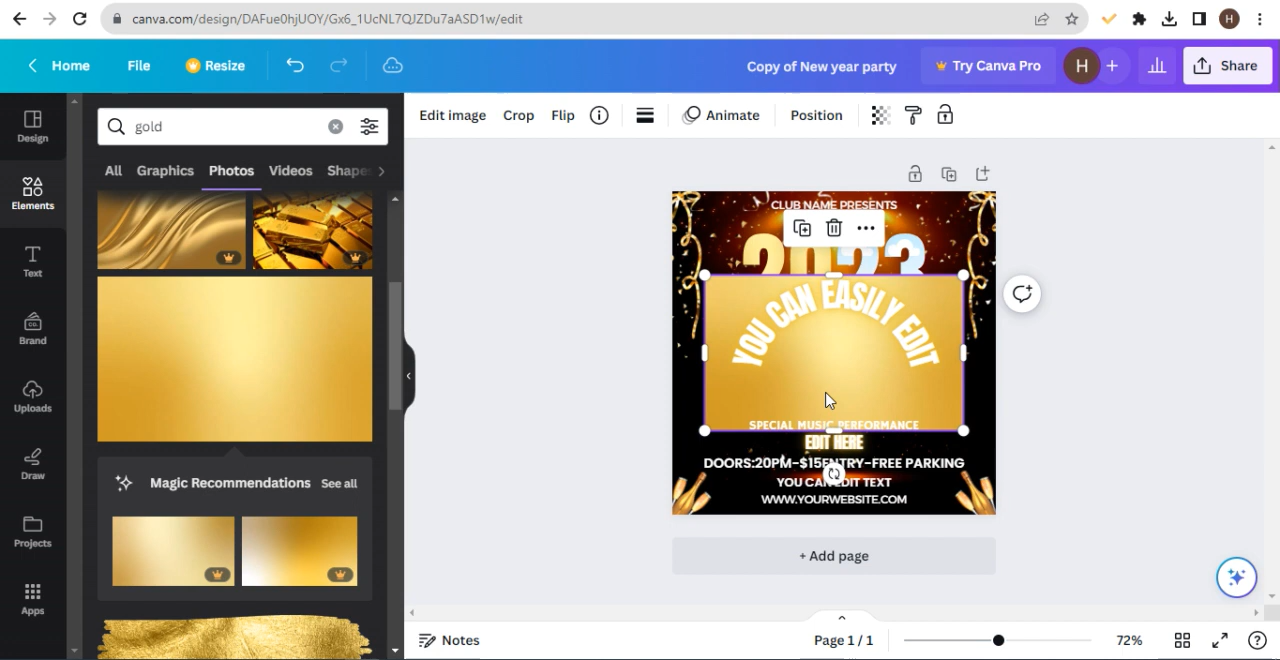 canva.com/design/DAFue0hjUOY/Gx6_1UcNL7QJZDu7aASD1w/edit
H
Home File Resize Copy of New year party Try Canva Pro H + Share
Design
Elements
Text
Brand
CO.
Uploads
Draw
Projects
Apps
gold
All Graphics Photos Videos Shapes
Magic Recommendations See all
Edit image Crop Flip Animate Position
CLUB NAME PRESENTS
2023
YOU CAN EASILY EDIT
SPECIAL MUSIC PERFORMANCE
EDIT HERE
DOORS:20PM-$15ENTRY-FREE PARKING
YOU CAN EDIT TEXT
WWW.YOURWEBSITE.COM
+ Add page
Notes Page 1 / 1 72%